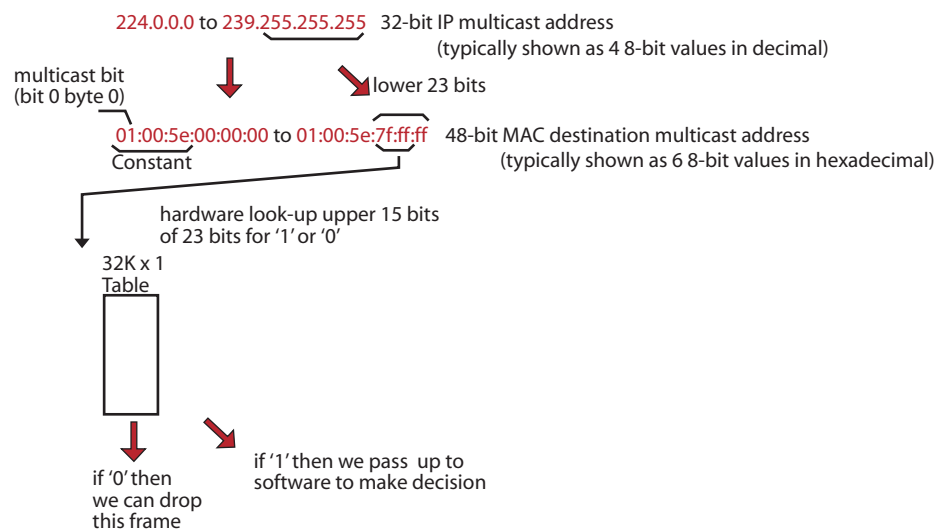 224.0.0.0 to 239.255.255.255 32-bit IP multicast address
(typically shown as 4 8-bit values in decimal)
multicast bit
(bit 0 byte 0)
lower 23 bits
01:00:5e:00:00:00 to 01:00:5e:7f:ff:ff 48-bit MAC destination multicast address
Constant
(typically shown as 6 8-bit values in hexadecimal)
hardware look-up upper 15 bits
of 23 bits for ‘1’ or ‘0’
32K x 1
Table
if ‘0’ then
we can drop
this frame
if ‘1’ then we pass up to
software to make decision